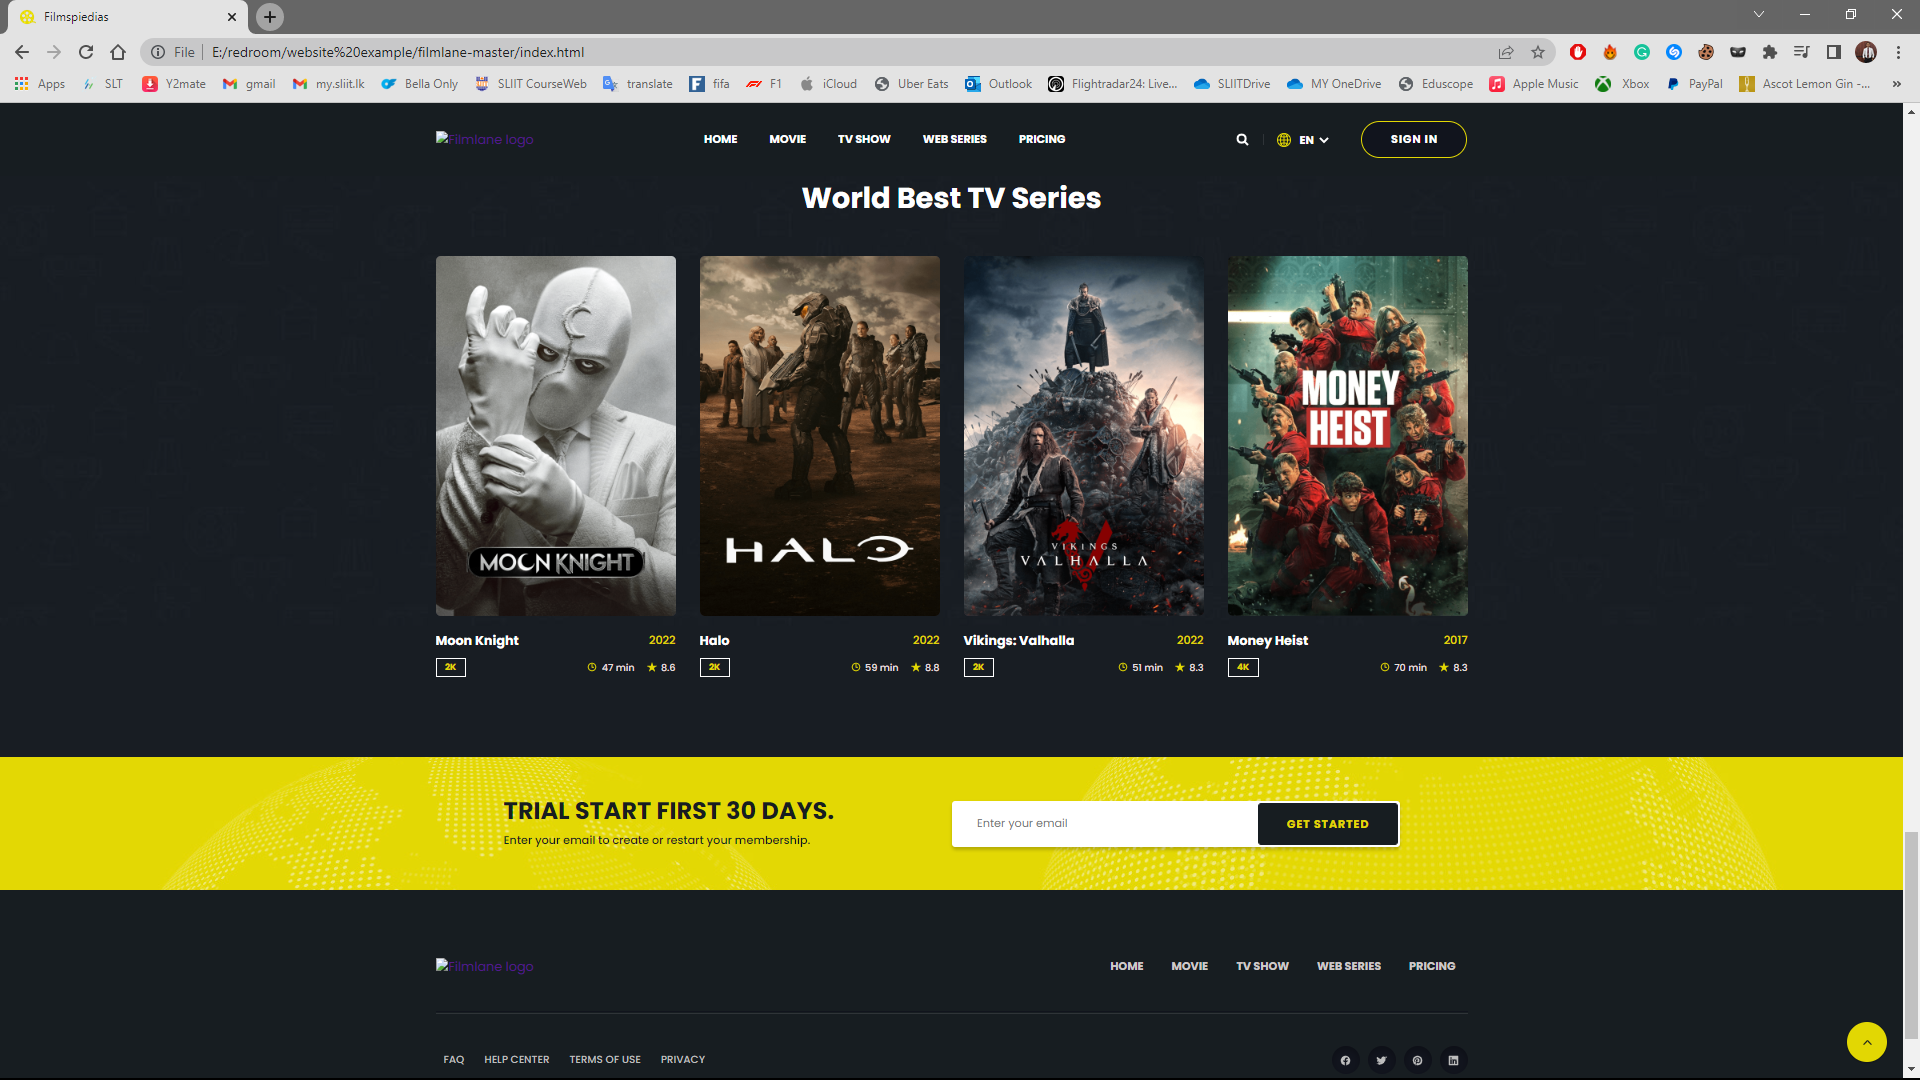 Filmspiedias
File E:/redroom/website%20example/filmlane-master/index.html
Apps SLT Y2mate gmail my.sliit.lk Bella Only SLIIT CourseWeb translate fifa F1 iCloud Uber Eats Outlook Flightradar24: Live... SLIITDrive MY OneDrive Eduscope Apple Music Xbox PayPal Ascot Lemon Gin -... »
Filmlane logo HOME MOVIE TV SHOW WEB SERIES PRICING EN SIGN IN
World Best TV Series
MOON KNIGHT
HALO
VIKINGS
VALHALLA
MONEY
HEIST
Moon Knight 2022 Halo 2022 Vikings: Valhalla 2022 Money Heist 2017
2K 47 min 8.6 2K 59 min 8.8 2K 51 min 8.3 4K 70 min 8.3
TRIAL START FIRST 30 DAYS.
Enter your email to create or restart your membership.
Enter your email GET STARTED
Filmlane logo HOME MOVIE TV SHOW WEB SERIES PRICING
FAQ HELP CENTER TERMS OF USE PRIVACY